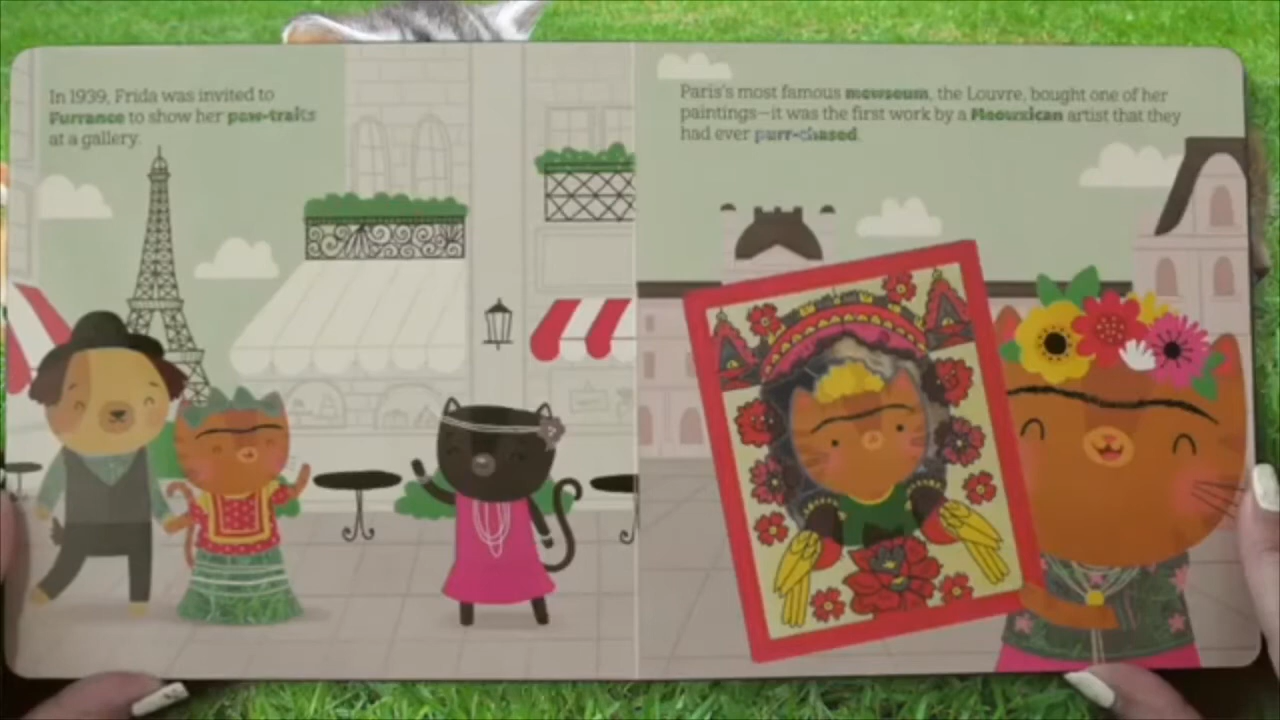 In 1939, Frida was invited to
Furrance to show her paw-traits
at a gallery.
Paris's most famous mewseum, the Louvre, bought one of her
paintings—it was the first work by a Meowxican artist that they
had ever purr-chased.